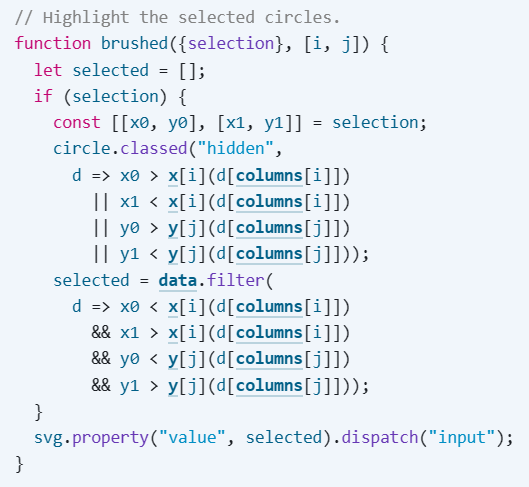 // Highlight the selected circles.
function brushed({selection}, [i, j]) {
  let selected = [];
  if (selection) {
    const [[x0, y0], [x1, y1]] = selection;
    circle.classed("hidden",
      d => x0 > x[i](d[columns[i]])
        || x1 < x[i](d[columns[i]])
        || y0 > y[j](d[columns[j]])
        || y1 < y[j](d[columns[j]]));
    selected = data.filter(
      d => x0 < x[i](d[columns[i]])
        && x1 > x[i](d[columns[i]])
        && y0 < y[j](d[columns[j]])
        && y1 > y[j](d[columns[j]]));
  }
  svg.property("value", selected).dispatch("input");
}